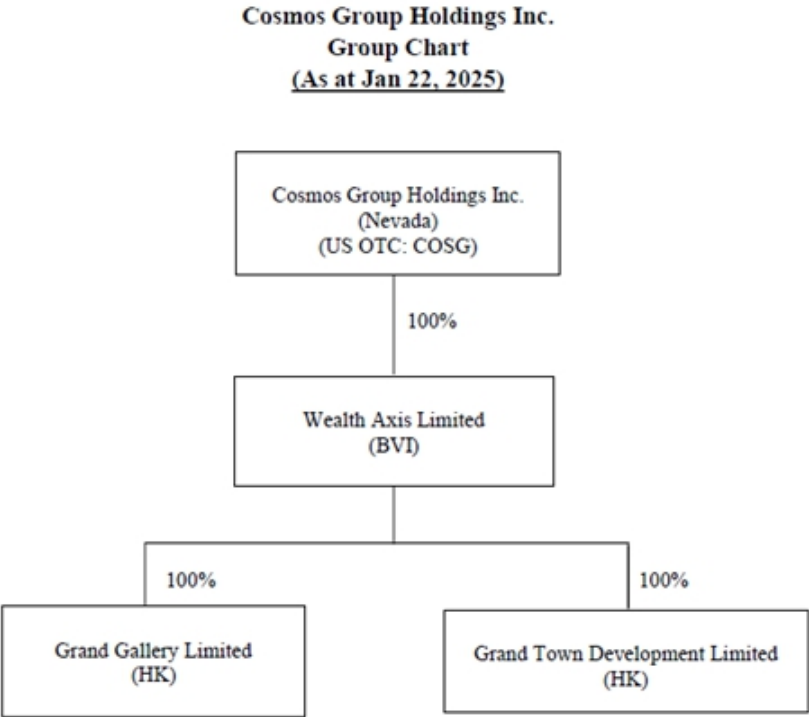 Cosmos Group Holdings Inc.
Group Chart
(As at Jan 22, 2025)
Cosmos Group Holdings Inc.
(Nevada)
(US OTC: COSG)
100%
Wealth Axis Limited
(BVI)
100%
100%
Grand Gallery Limited
(HK)
Grand Town Development Limited
(HK)